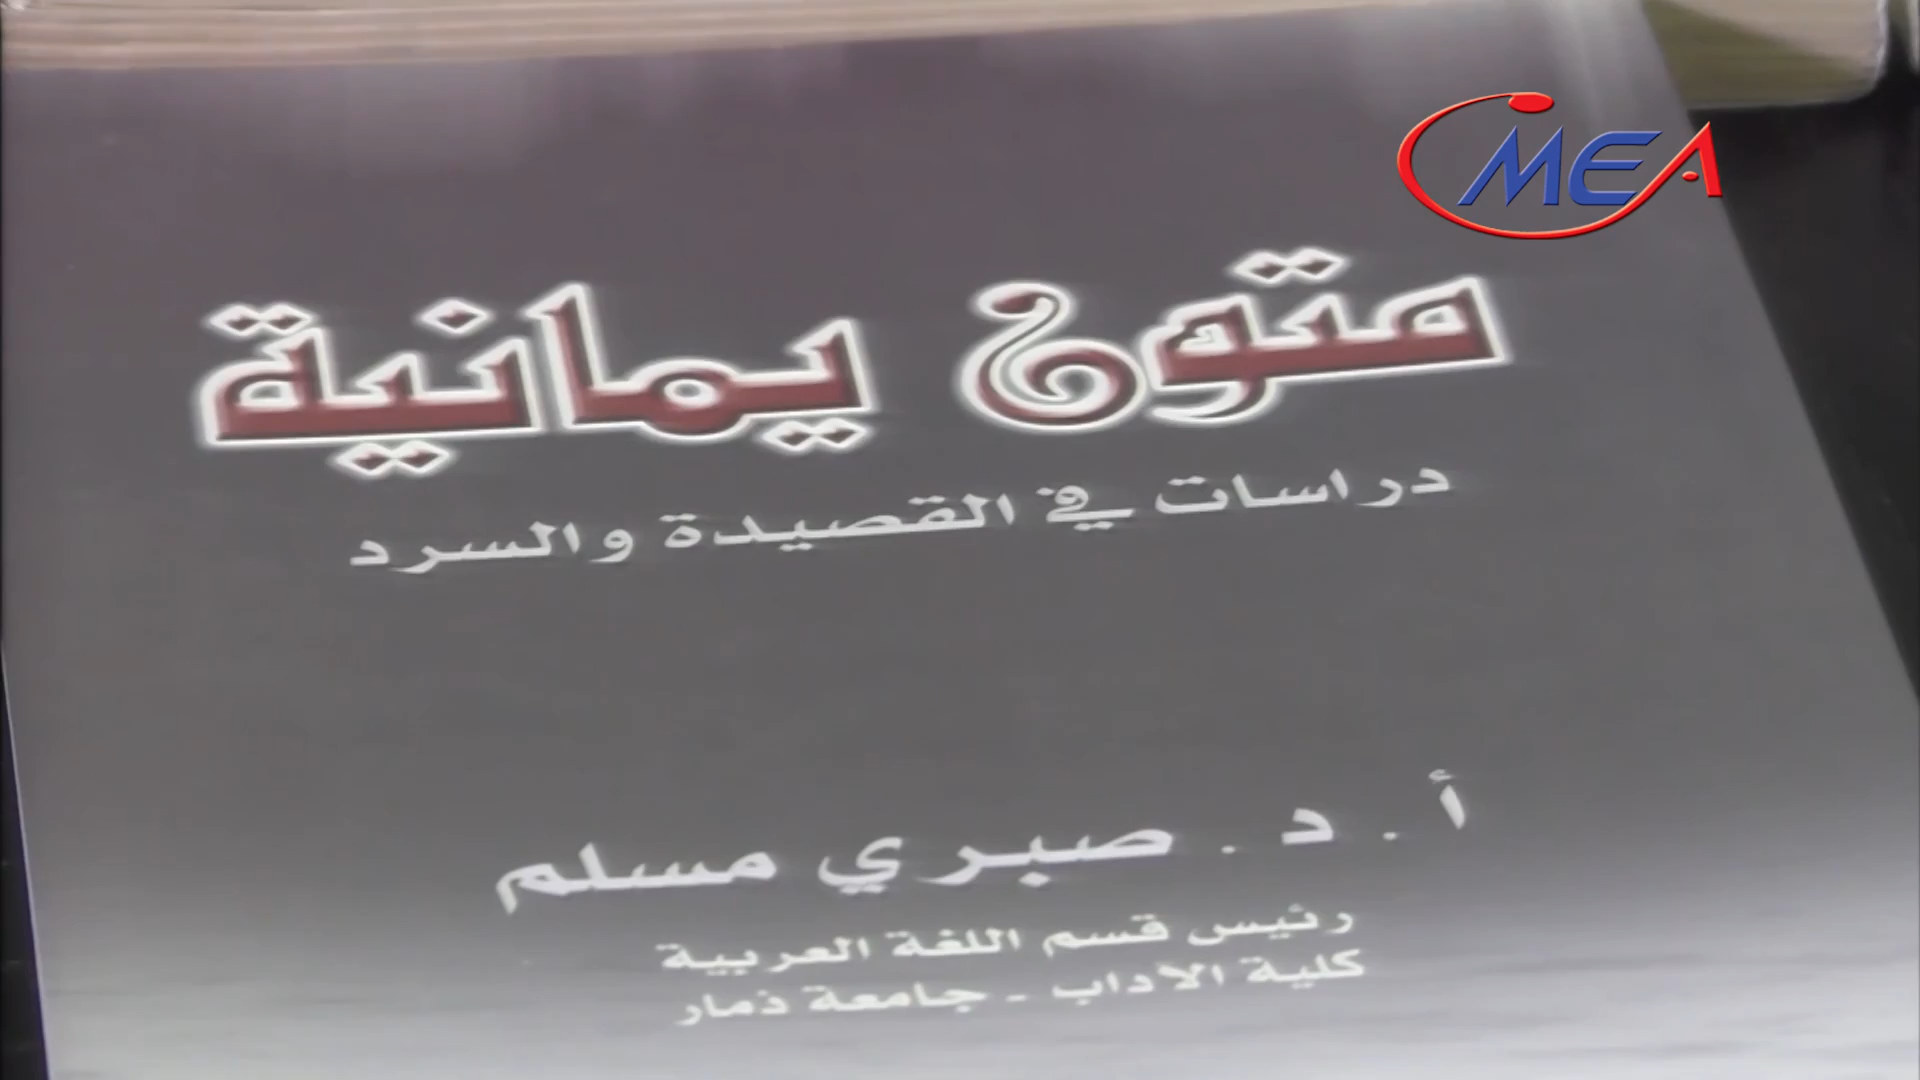 MEA
متون يمانية
دراسات في القصيدة والسرد
أ . د . صبري مسلم
رئيس قسم اللغة العربية
كلية الآداب - جامعة ذمار